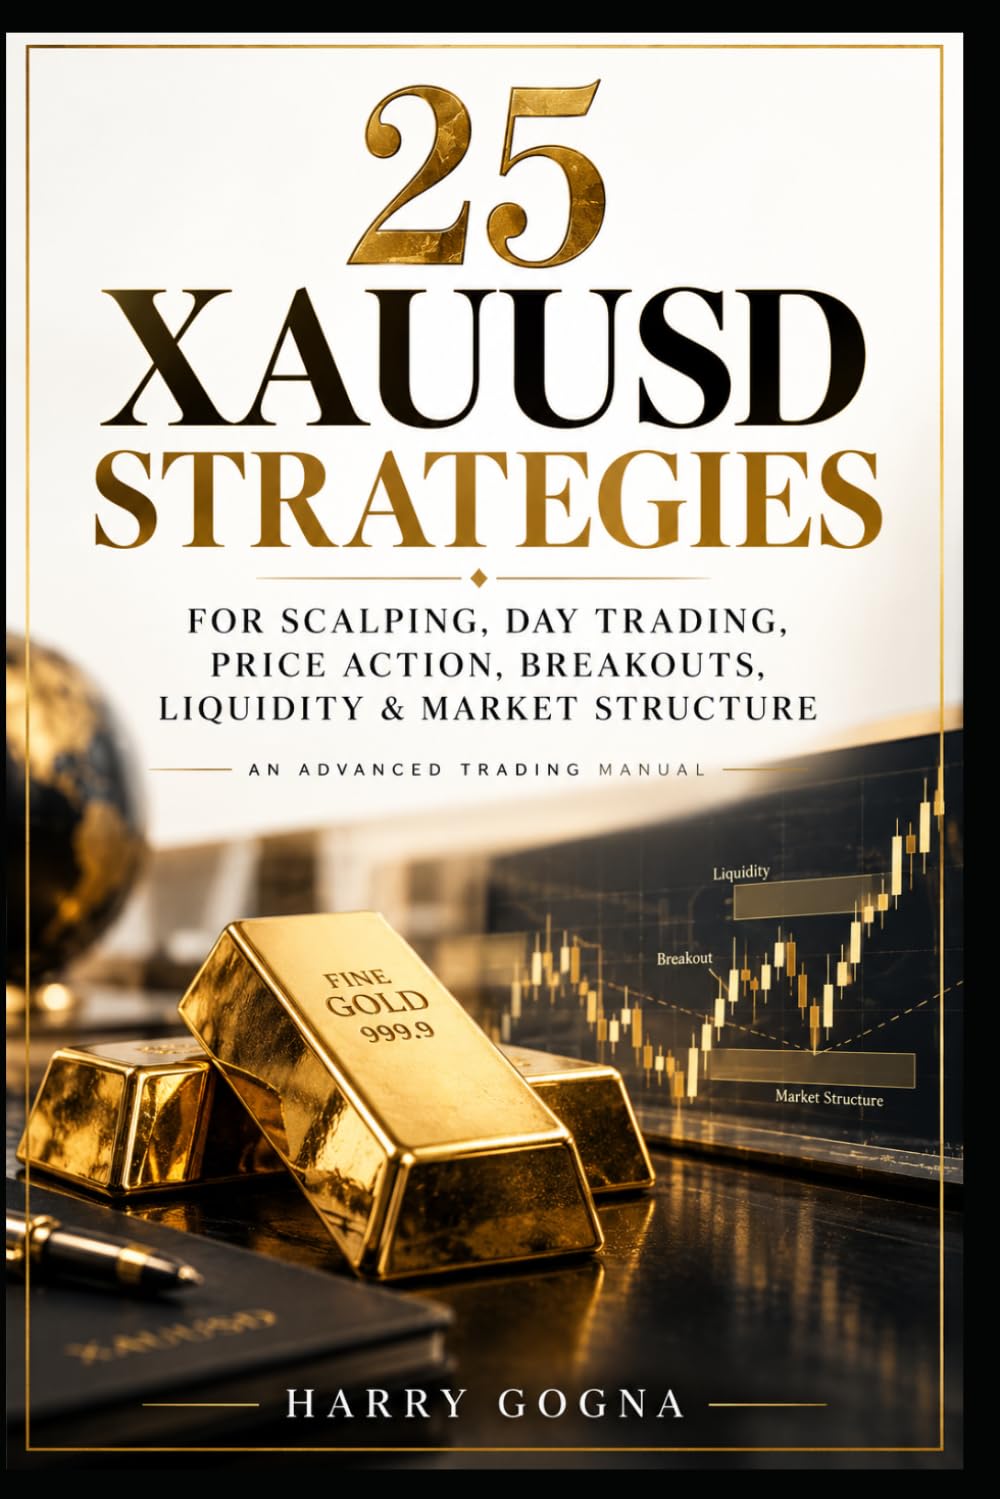 25
XAUUSD
STRATEGIES
FOR SCALPING, DAY TRADING,
PRICE ACTION, BREAKOUTS,
LIQUIDITY & MARKET STRUCTURE
AN ADVANCED TRADING MANUAL
Liquidity
Breakout
FINE
GOLD
999.9
Market Structure
XAUUSD
HARRY GOGNA